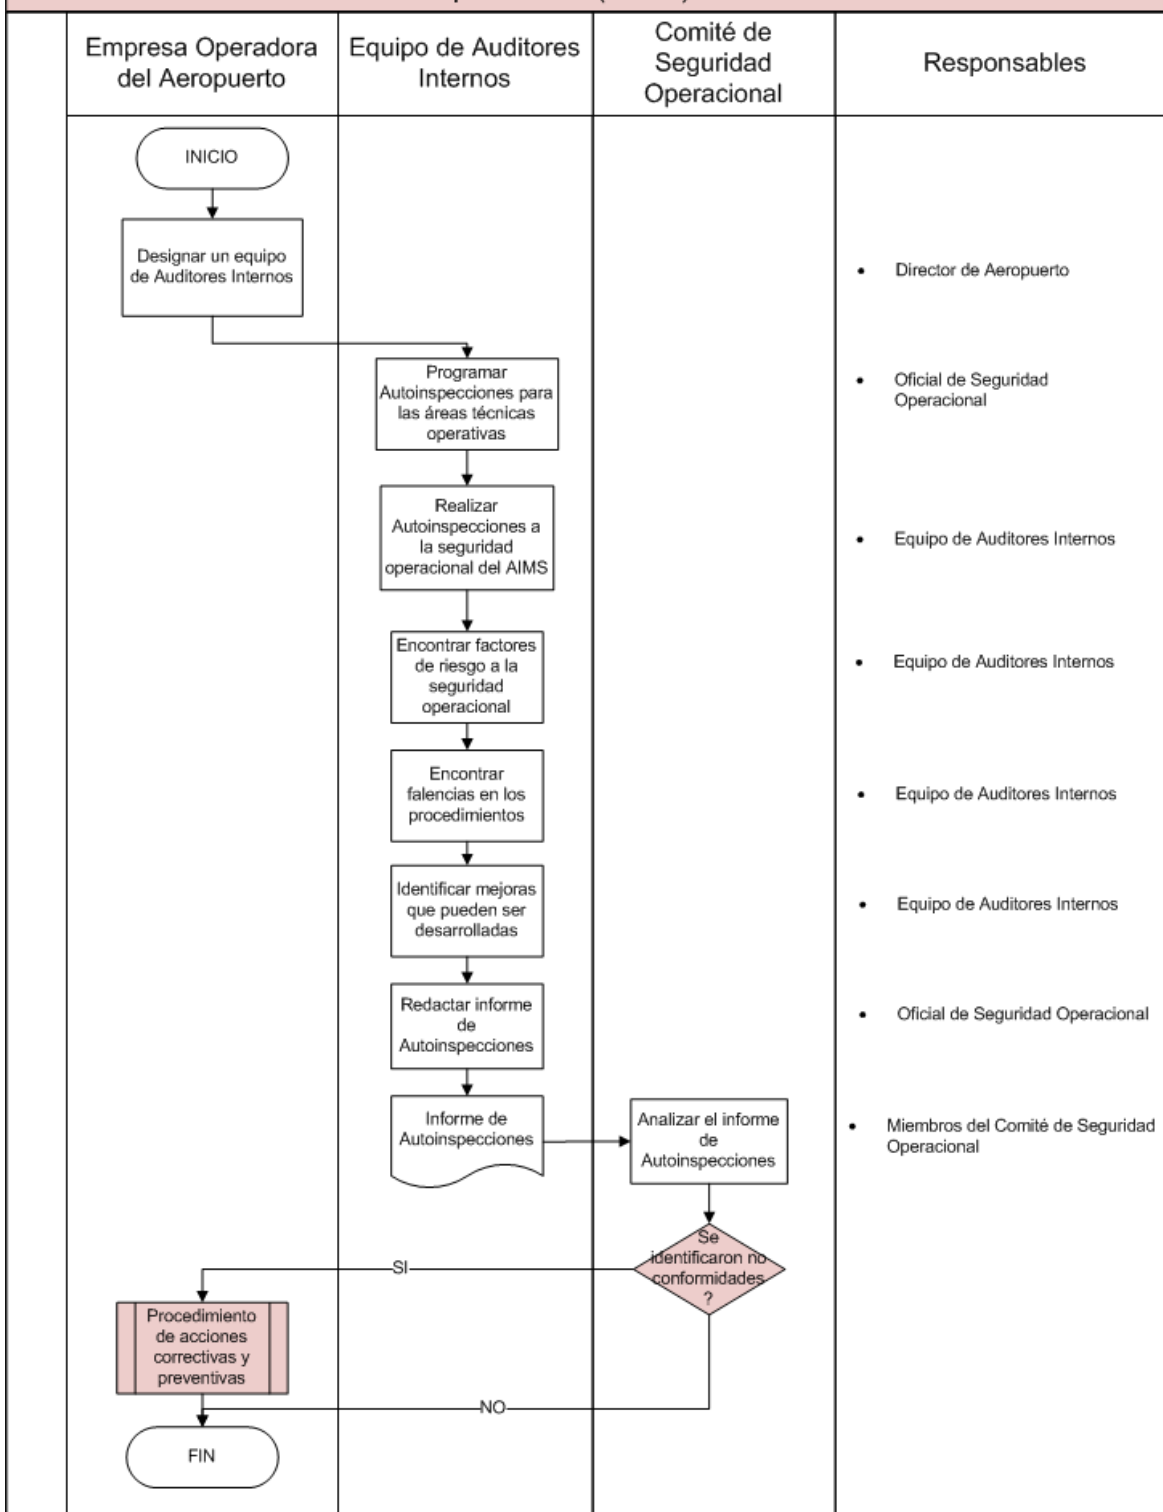 Empresa Operadora
del Aeropuerto
Equipo de Auditores
Internos
Comité de
Seguridad
Operacional
Responsables
INICIO
Designar un equipo
de Auditores Internos
• Director de Aeropuerto
Programar
Autoinspecciones para
las áreas técnicas
operativas
• Oficial de Seguridad
Operacional
Realizar
Autoinspecciones a
la seguridad
operacional del AIMS
• Equipo de Auditores Internos
Encontrar factores
de riesgo a la
seguridad
operacional
• Equipo de Auditores Internos
Encontrar
falencias en los
procedimientos
• Equipo de Auditores Internos
Identificar mejoras
que pueden ser
desarrolladas
• Equipo de Auditores Internos
Redactar informe
de
Autoinspecciones
• Oficial de Seguridad Operacional
Informe de
Autoinspecciones
Analizar el informe
de
Autoinspecciones
• Miembros del Comité de Seguridad
Operacional
Se
identificaron no
conformidades
?
SI
Procedimiento
de acciones
correctivas y
preventivas
NO
FIN